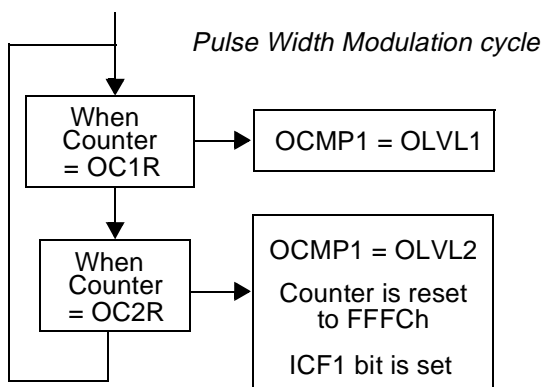 Pulse Width Modulation cycle
When
Counter
= OC1R
OCMP1 = OLVL1
When
Counter
= OC2R
OCMP1 = OLVL2
Counter is reset
to FFFCh
ICF1 bit is set